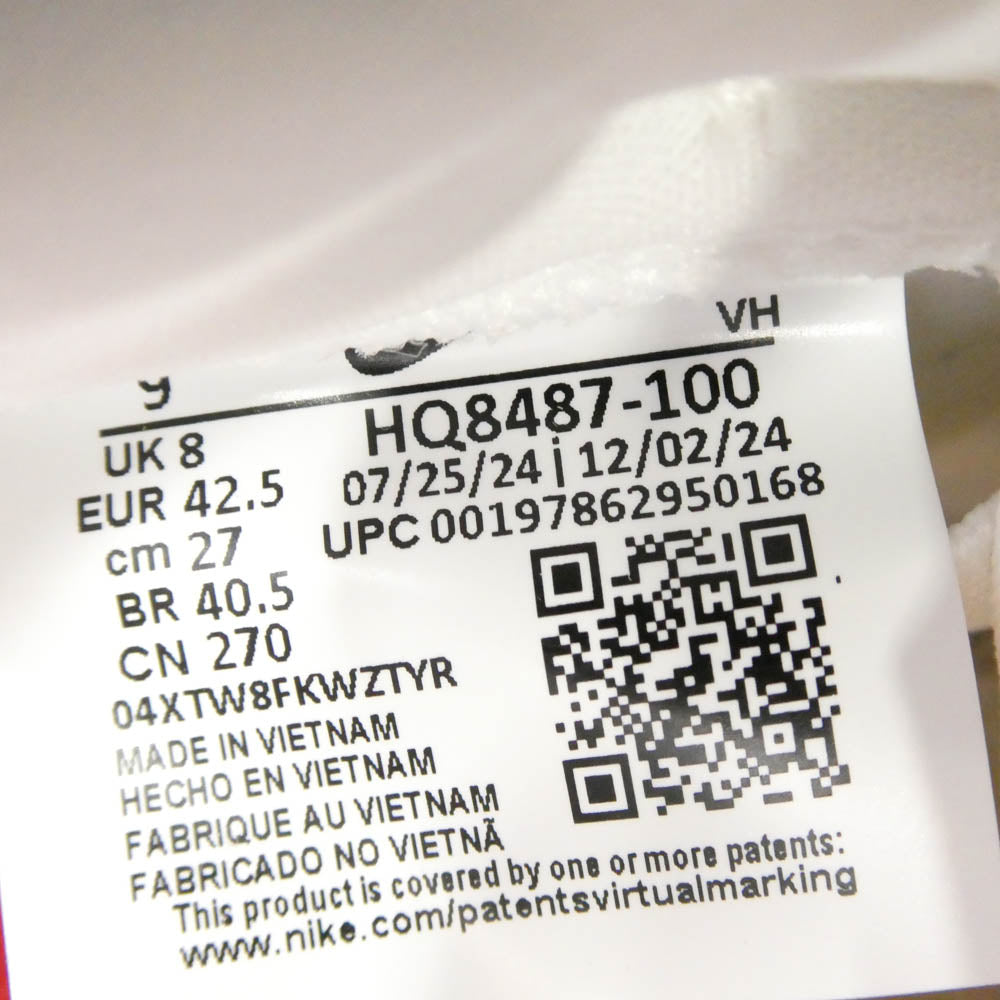 VH
UK 8
HQ8487-100
EUR 42.5
07/25/24 | 12/02/24
cm 27
UPC 00197862950168
BR 40.5
CN 270
04XTW8FKWZTYR
MADE IN VIETNAM
HECHO EN VIETNAM
FABRIQUE AU VIETNAM
FABRICADO NO VIETNÃ
This product is covered by one or more patents:
www.nike.com/patentsvirtualmarking